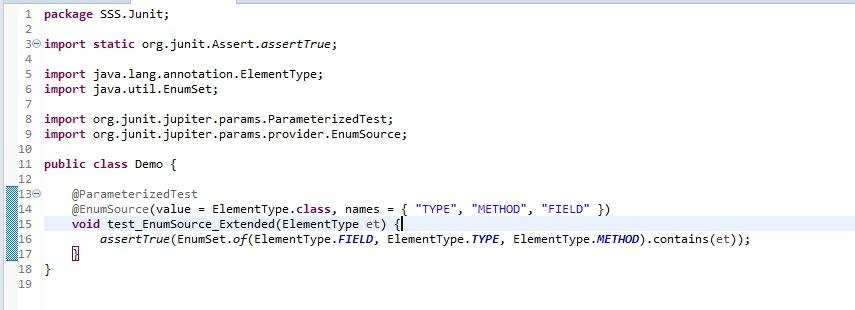 1 package SSS.Junit;
2
3 import static org.junit.Assert.assertTrue;
4
5 import java.lang.annotation.ElementType;
6 import java.util.EnumSet;
7
8 import org.junit.jupiter.params.ParameterizedTest;
9 import org.junit.jupiter.params.provider.EnumSource;
10
11 public class Demo {
12
13 @ParameterizedTest
14 @EnumSource(value = ElementType.class, names = { "TYPE", "METHOD", "FIELD" })
15 void test_EnumSource_Extended(ElementType et) {
16 assertTrue(EnumSet.of(ElementType.FIELD, ElementType.TYPE, ElementType.METHOD).contains(et));
17 }
18 }
19